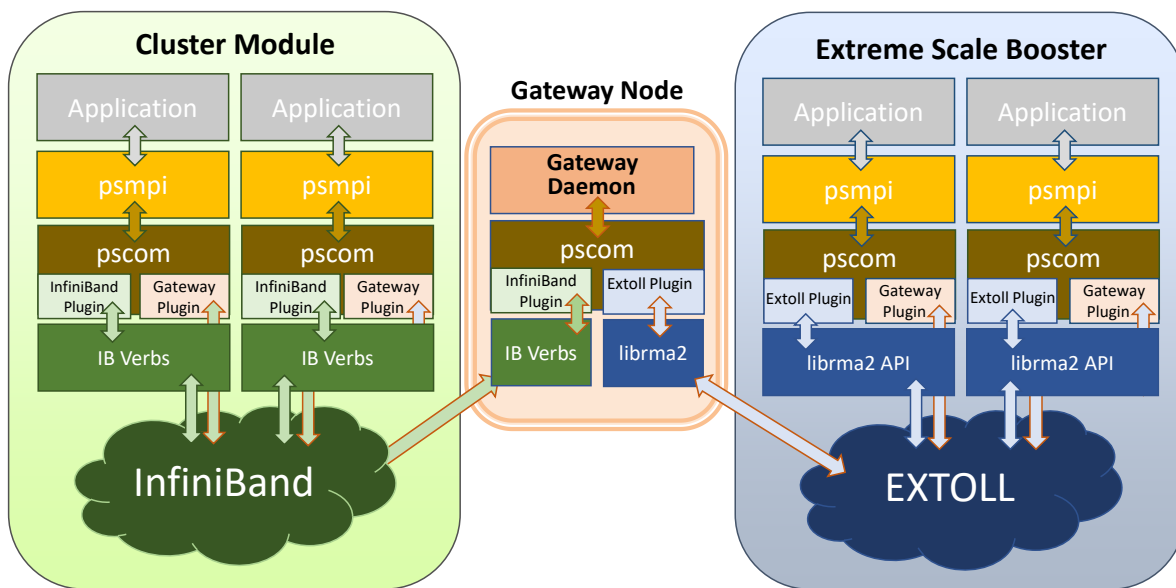 Cluster Module
Application
Application
psmpi
psmpi
pscom
pscom
InfiniBand
Plugin
Gateway
Plugin
InfiniBand
Plugin
Gateway
Plugin
IB Verbs
IB Verbs
InfiniBand
Gateway Node
Gateway
Daemon
pscom
InfiniBand
Plugin
Extoll Plugin
IB Verbs
librma2
Extreme Scale Booster
Application
Application
psmpi
psmpi
pscom
pscom
Extoll Plugin
Gateway
Plugin
Extoll Plugin
Gateway
Plugin
librma2 API
librma2 API
EXTOLL